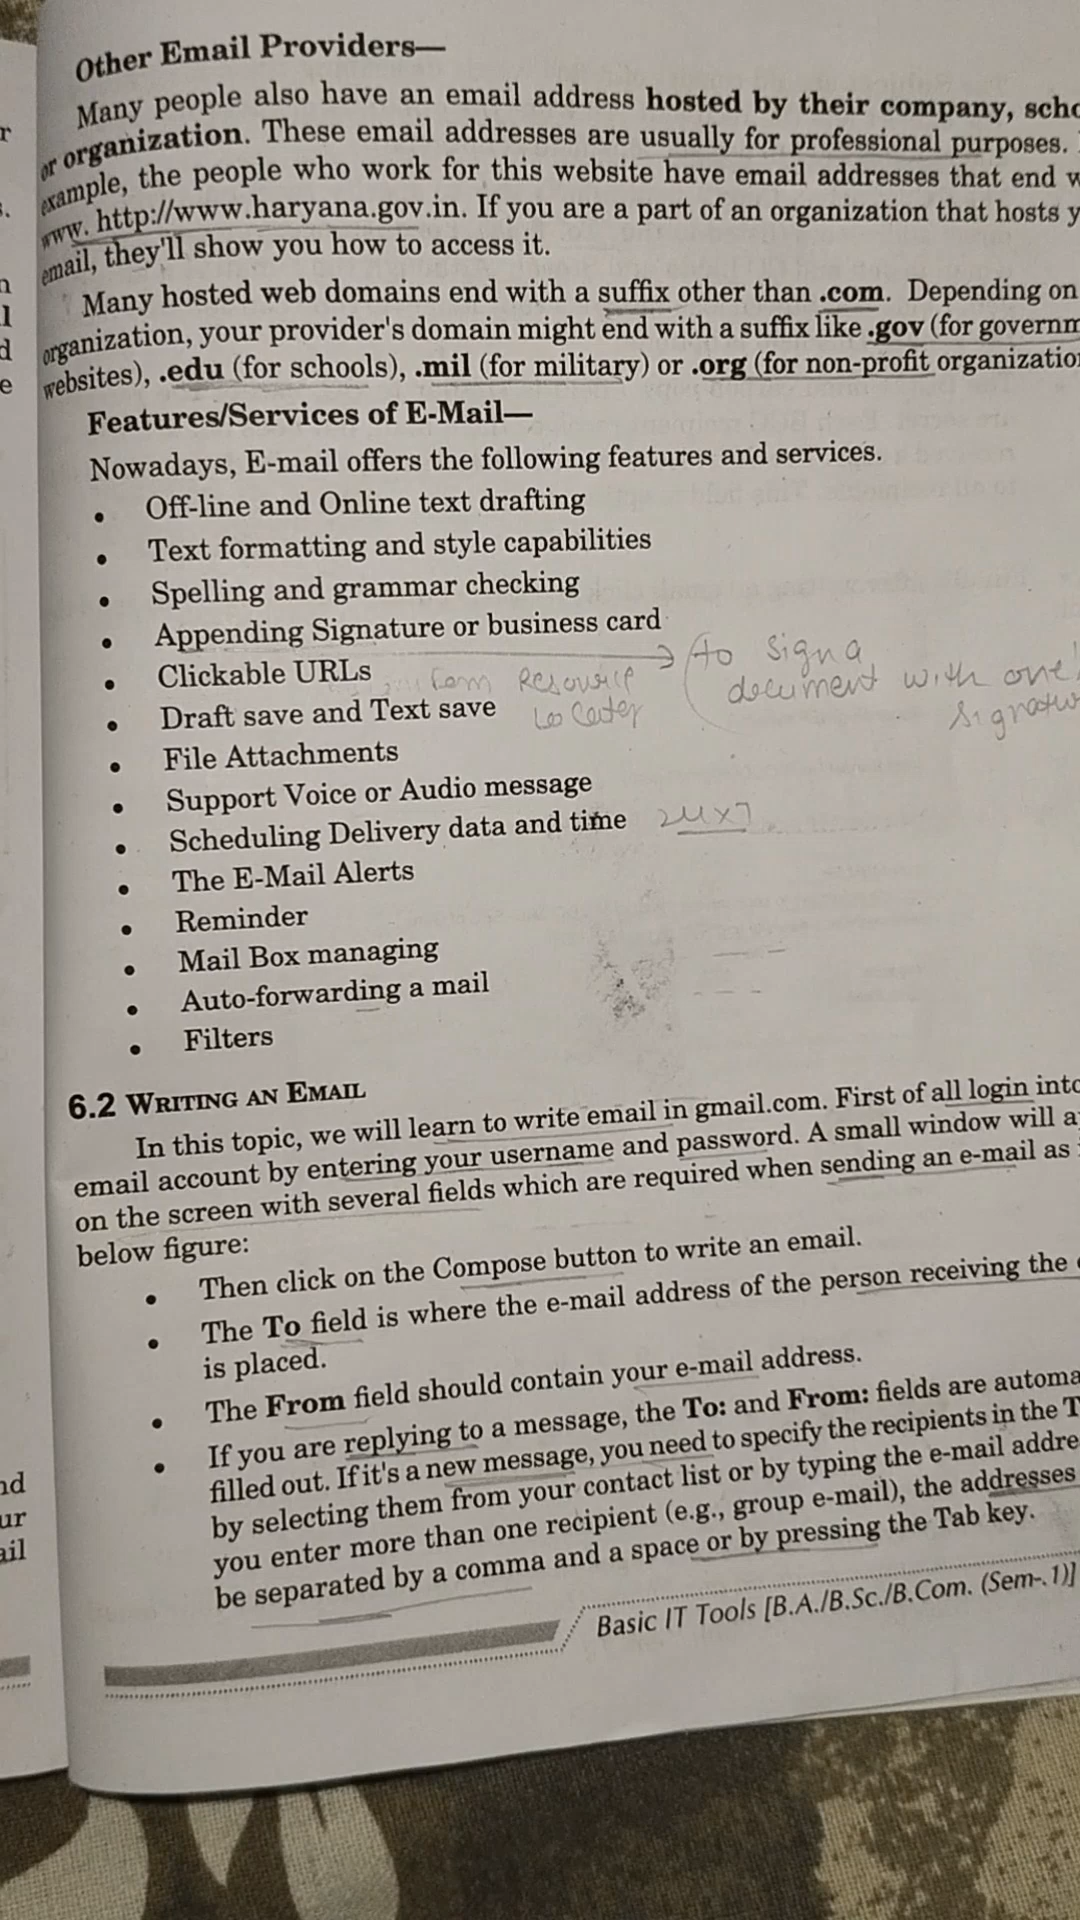 Other Email Providers—
Many people also have an email address hosted by their company, scho
or organization. These email addresses are usually for professional purposes.
example, the people who work for this website have email addresses that end w
www. http://www.haryana.gov.in. If you are a part of an organization that hosts y
email, they'll show you how to access it.
Many hosted web domains end with a suffix other than .com. Depending on
organization, your provider's domain might end with a suffix like .gov (for governm
websites), .edu (for schools), .mil (for military) or .org (for non-profit organizatio
Features/Services of E-Mail—
Nowadays, E-mail offers the following features and services.
• Off-line and Online text drafting
• Text formatting and style capabilities
• Spelling and grammar checking
• Appending Signature or business card
to sign a
document with one
signatu
• Clickable URLs
Resource
• Draft save and Text save
• File Attachments
• Support Voice or Audio message
• Scheduling Delivery data and time 24x7
• The E-Mail Alerts
• Reminder
• Mail Box managing
• Auto-forwarding a mail
• Filters
6.2 WRITING AN EMAIL
In this topic, we will learn to write email in gmail.com. First of all login into
email account by entering your username and password. A small window will a
on the screen with several fields which are required when sending an e-mail as
below figure:
• Then click on the Compose button to write an email.
• The To field is where the e-mail address of the person receiving the
is placed.
• The From field should contain your e-mail address.
• If you are replying to a message, the To: and From: fields are automa
filled out. If it's a new message, you need to specify the recipients in the T
by selecting them from your contact list or by typing the e-mail addre
you enter more than one recipient (e.g., group e-mail), the addresses
be separated by a comma and a space or by pressing the Tab key.
Basic IT Tools [B.A./B.Sc./B.Com. (Sem-.1)]
nd
ur
ail